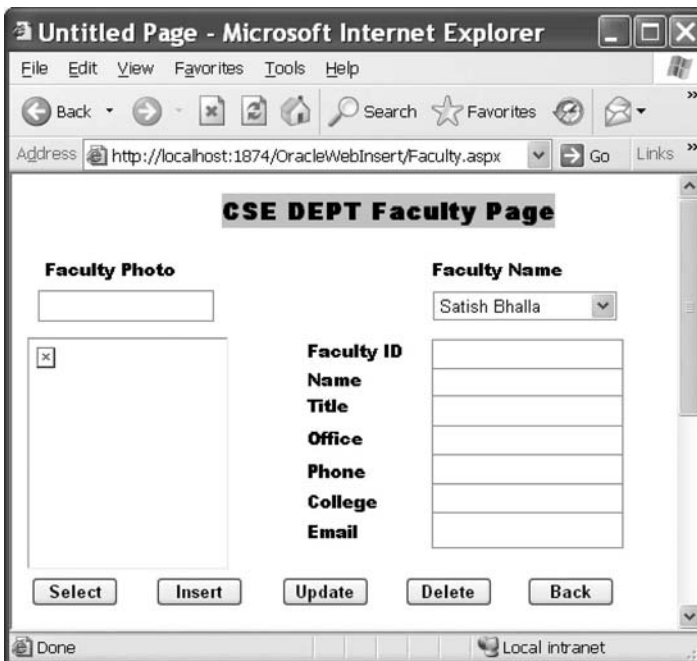 Untitled Page - Microsoft Internet Explorer
File Edit View Favorites Tools Help
Back Search Favorites »
Address http://localhost:1874/OracleWebInsert/Faculty.aspx Go Links »
CSE DEPT Faculty Page
Faculty Photo Faculty Name
Satish Bhalla
Faculty ID
Name
Title
Office
Phone
College
Email
Select Insert Update Delete Back
Done Local intranet